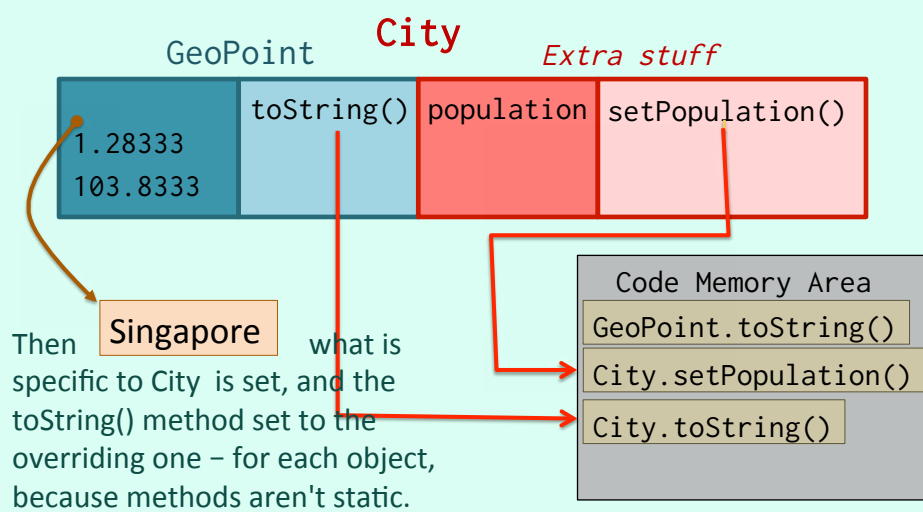 City
GeoPoint
Extra stuff
toString()
population
setPopulation()
1.28333
103.8333
Code Memory Area
GeoPoint.toString()
City.setPopulation()
City.toString()
Singapore
Then what is
specific to City is set, and the
toString() method set to the
overriding one – for each object,
because methods aren't static.